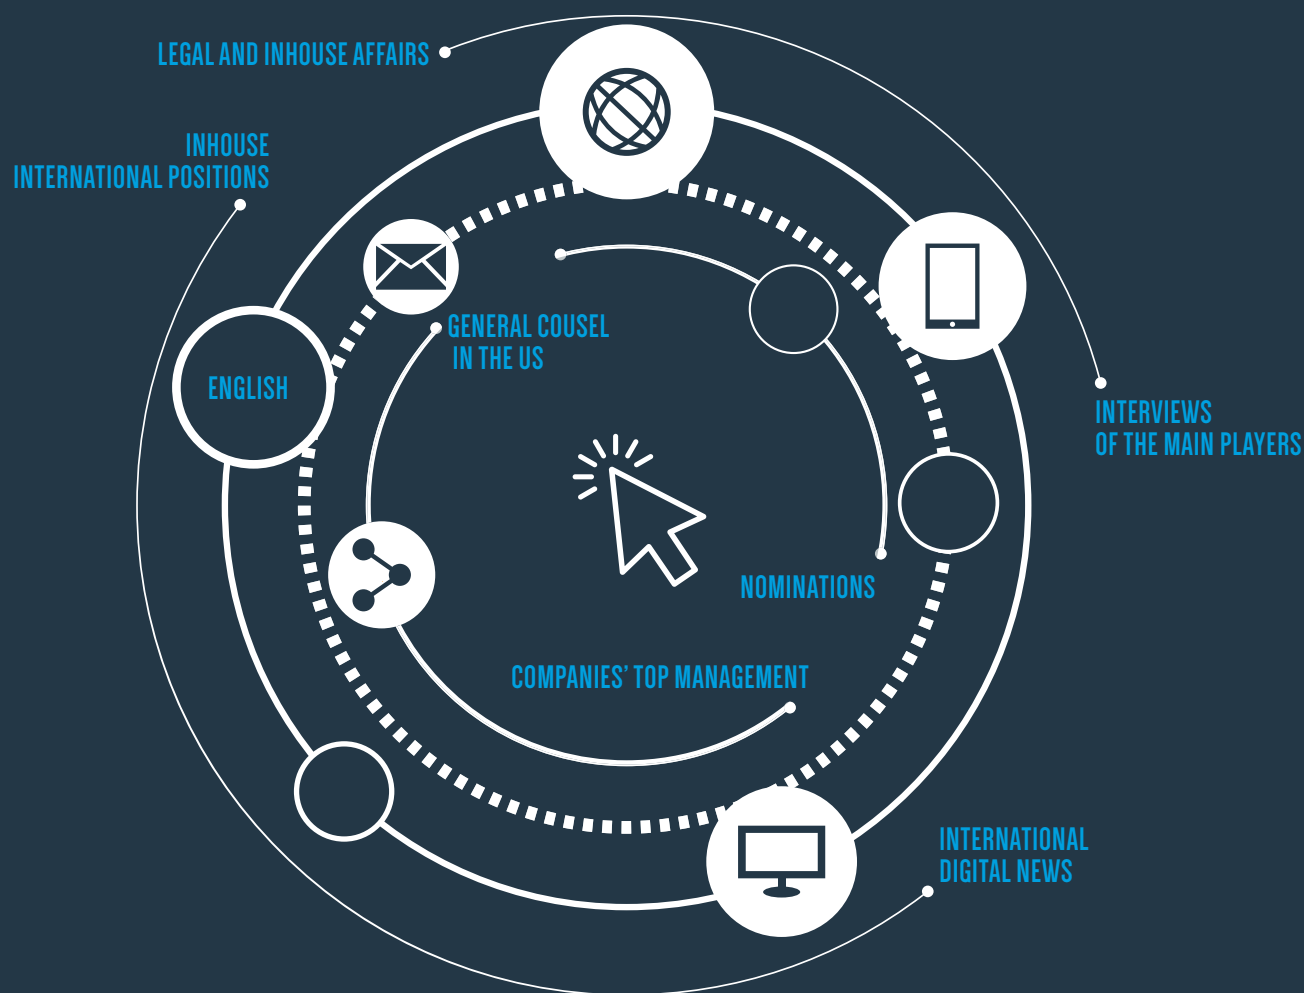 LEGAL AND INHOUSE AFFAIRS
INHOUSE
INTERNATIONAL POSITIONS
GENERAL COUSEL
IN THE US
ENGLISH
INTERVIEWS
OF THE MAIN PLAYERS
NOMINATIONS
COMPANIES’ TOP MANAGEMENT
INTERNATIONAL
DIGITAL NEWS